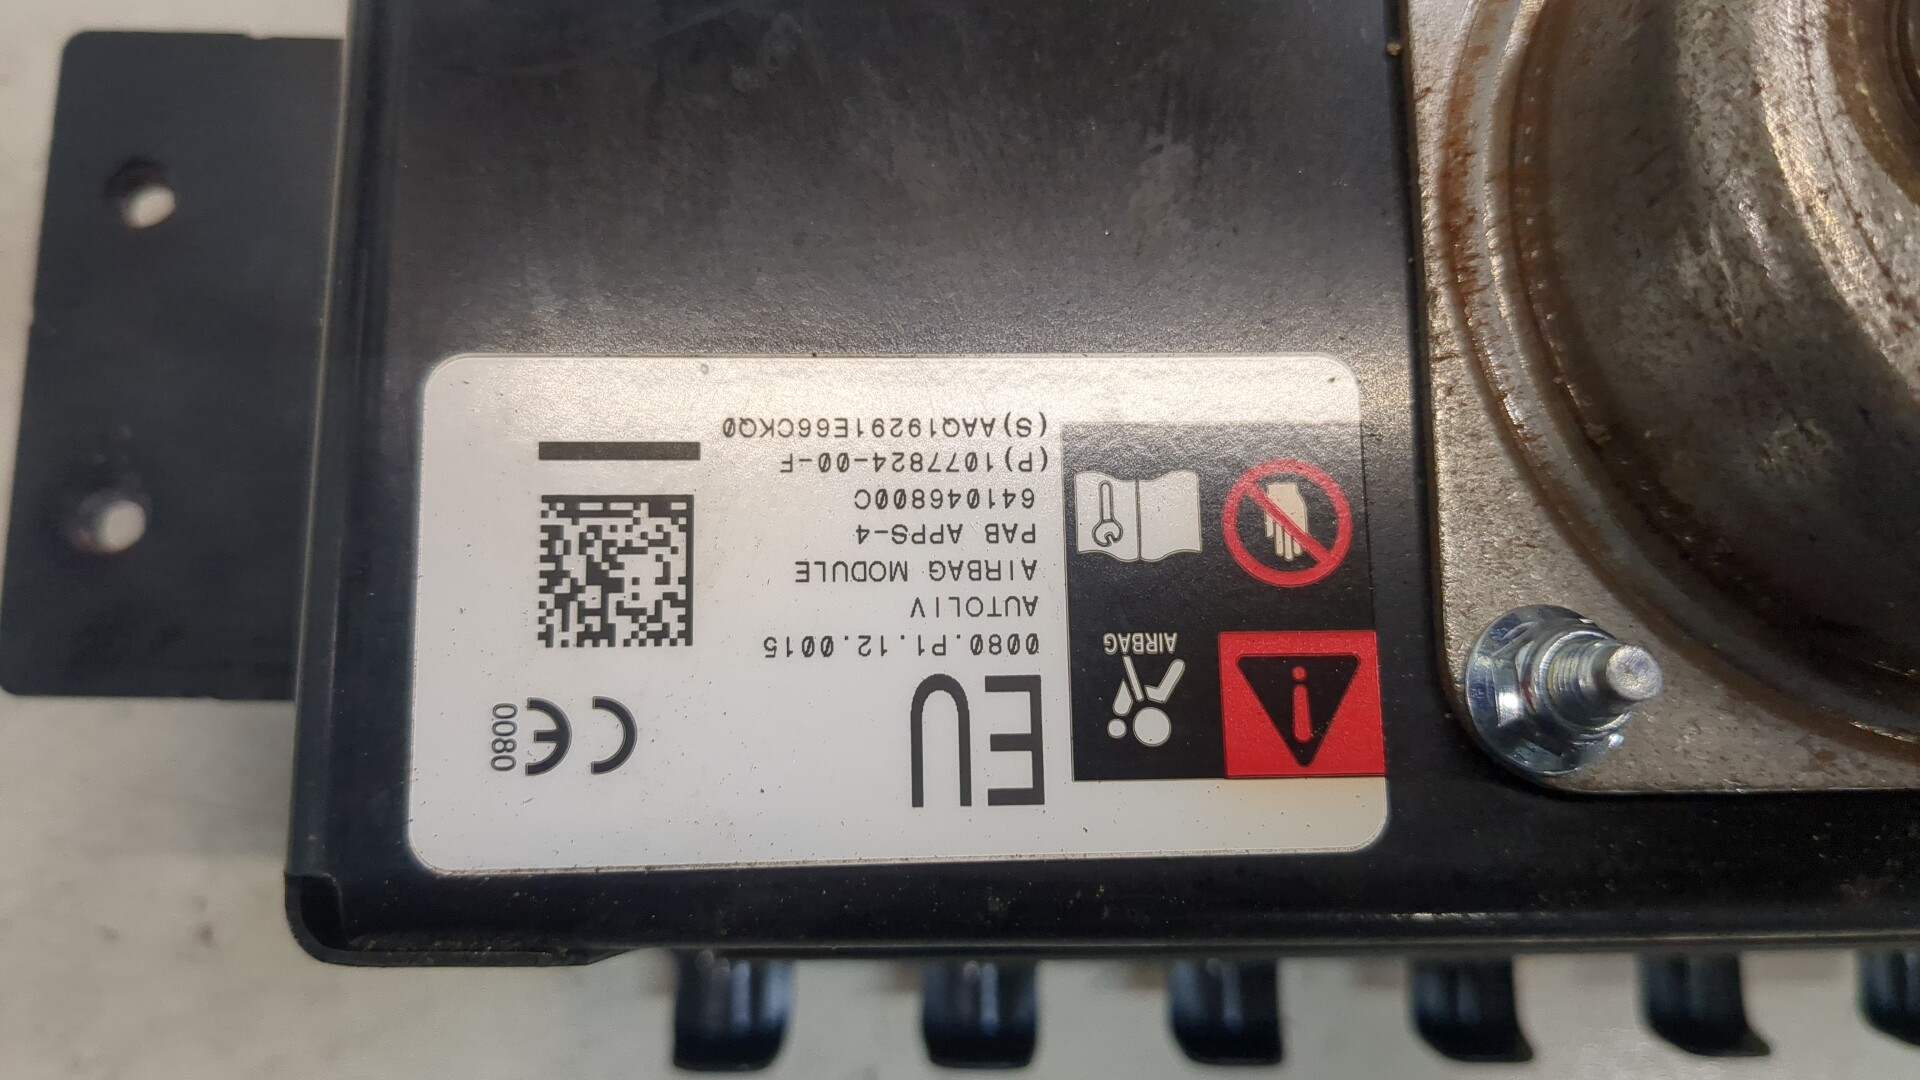 EU
CE
0080
0080.P1.12.0015
AUTOLIV
AIRBAG MODULE
PAB APPS-4
641046800C
(P)1077824-00-F
(S)AAQ19291E66CKQ0
AIRBAG